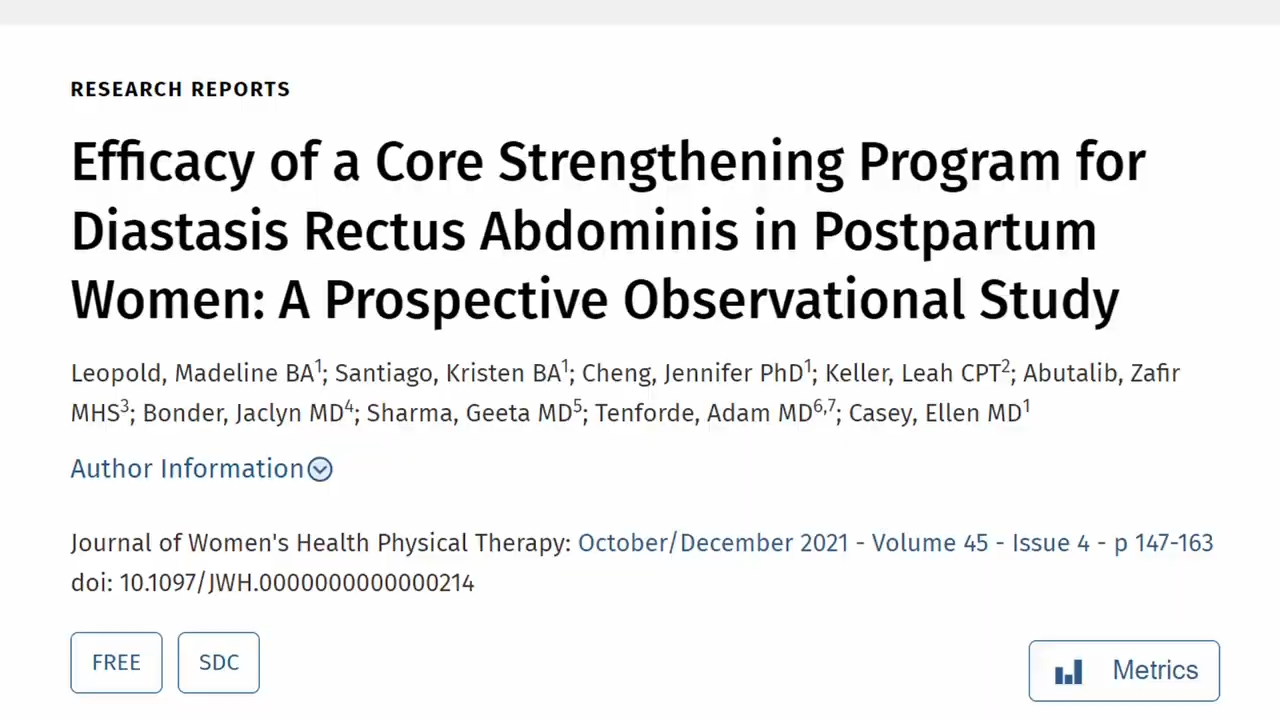 RESEARCH REPORTS
Efficacy of a Core Strengthening Program for
Diastasis Rectus Abdominis in Postpartum
Women: A Prospective Observational Study
Leopold, Madeline BA1; Santiago, Kristen BA1; Cheng, Jennifer PhD1; Keller, Leah CPT2; Abutalib, Zafir
MHS3; Bonder, Jaclyn MD4; Sharma, Geeta MD5; Tenforde, Adam MD6,7; Casey, Ellen MD1
Author Information
Journal of Women's Health Physical Therapy: October/December 2021 - Volume 45 - Issue 4 - p 147-163
doi: 10.1097/JWH.0000000000000214
FREE SDC
Metrics